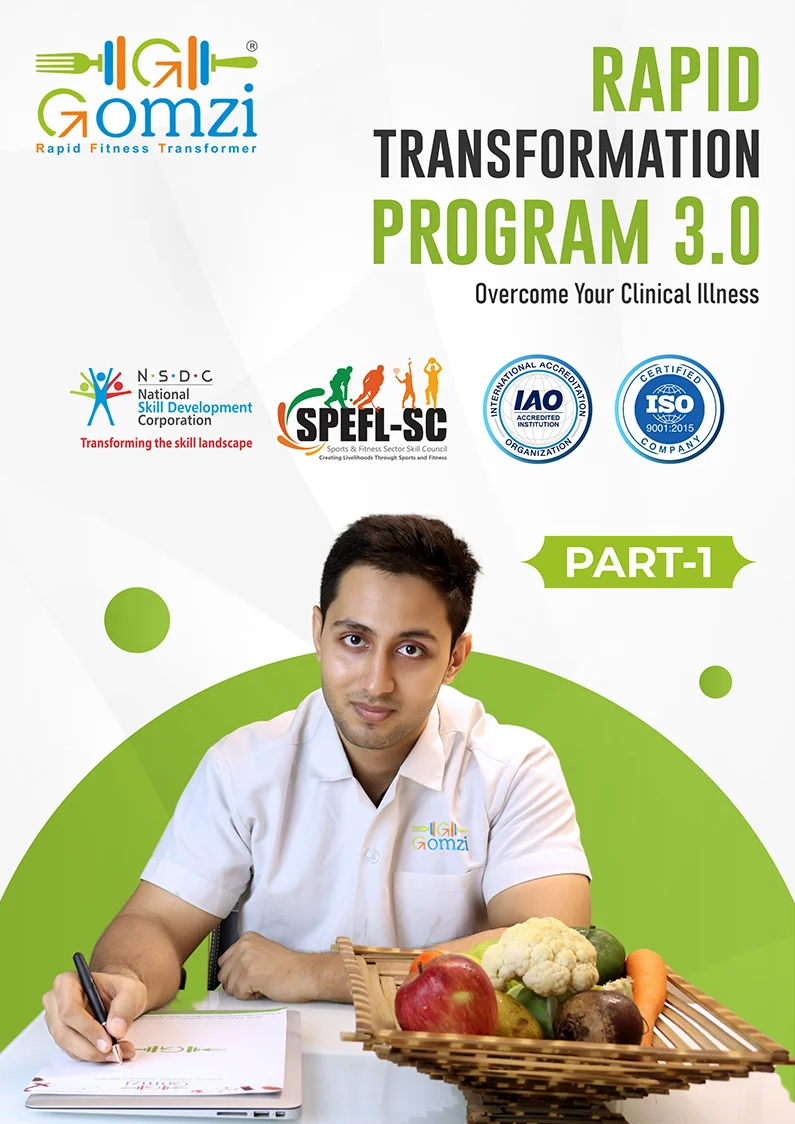 G
Gomzi
®
Rapid Fitness Transformer
RAPID
TRANSFORMATION
PROGRAM 3.0
Overcome Your Clinical Illness
N·S·D·C
National
Skill Development
Corporation
Transforming the skill landscape
SPEFL-SC
Sports & Fitness Sector Skill Council
Creating Livelihoods Through Sports and Fitness
INTERNATIONAL ACCREDITATION
IAO
ACCREDITED
INSTITUTION
ORGANIZATION
CERTIFIED
ISO
9001:2015
COMPANY
PART-1
G
Gomzi
G
Gomzi